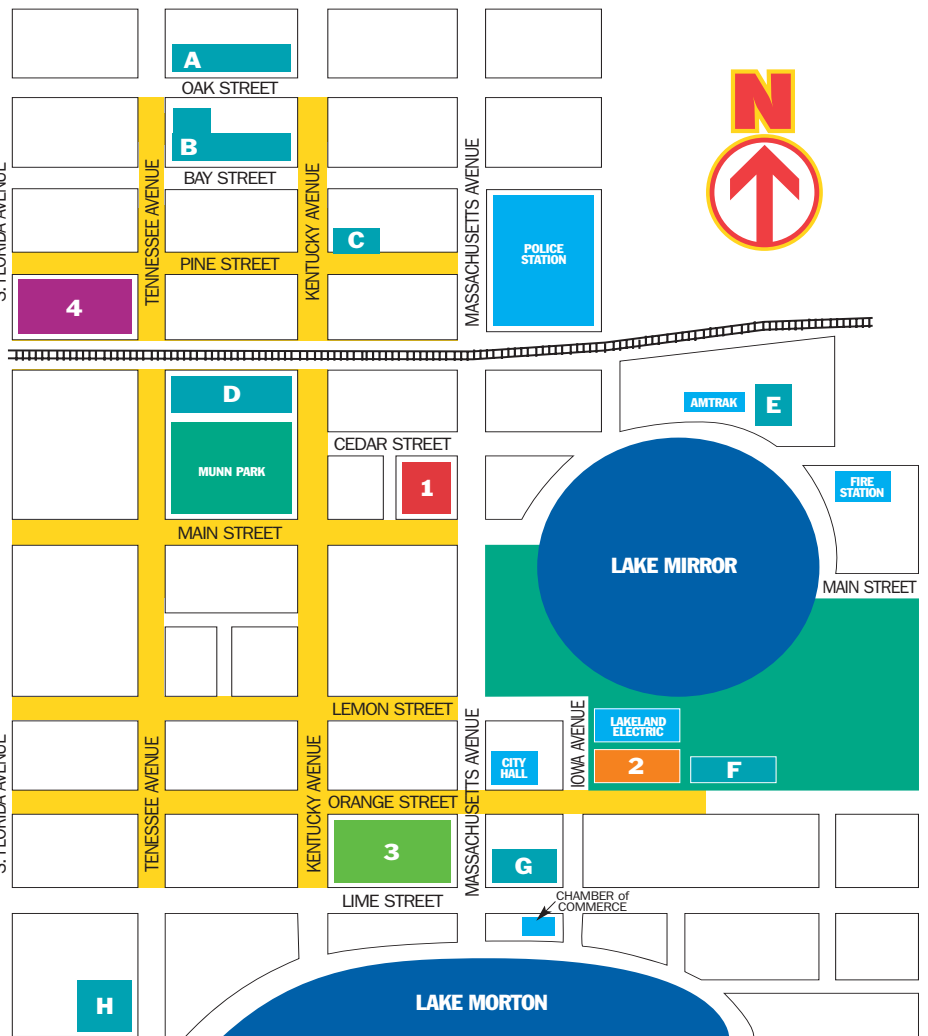 A
OAK STREET
B
BAY STREET
N
S. FLORIDA AVENUE
TENNESSEE AVENUE
KENTUCKY AVENUE
MASSACHUSETTS AVENUE
C
POLICE
STATION
PINE STREET
4
D
AMTRAK
E
MUNN PARK
CEDAR STREET
1
FIRE
STATION
MAIN STREET
LAKE MIRROR
MAIN STREET
LEMON STREET
S. FLORIDA AVENUE
TENESSEE AVENUE
KENTUCKY AVENUE
MASSACHUSETTS AVENUE
IOWA AVENUE
LAKELAND
ELECTRIC
CITY
HALL
2
F
ORANGE STREET
3
G
LIME STREET
CHAMBER of
COMMERCE
H
LAKE MORTON